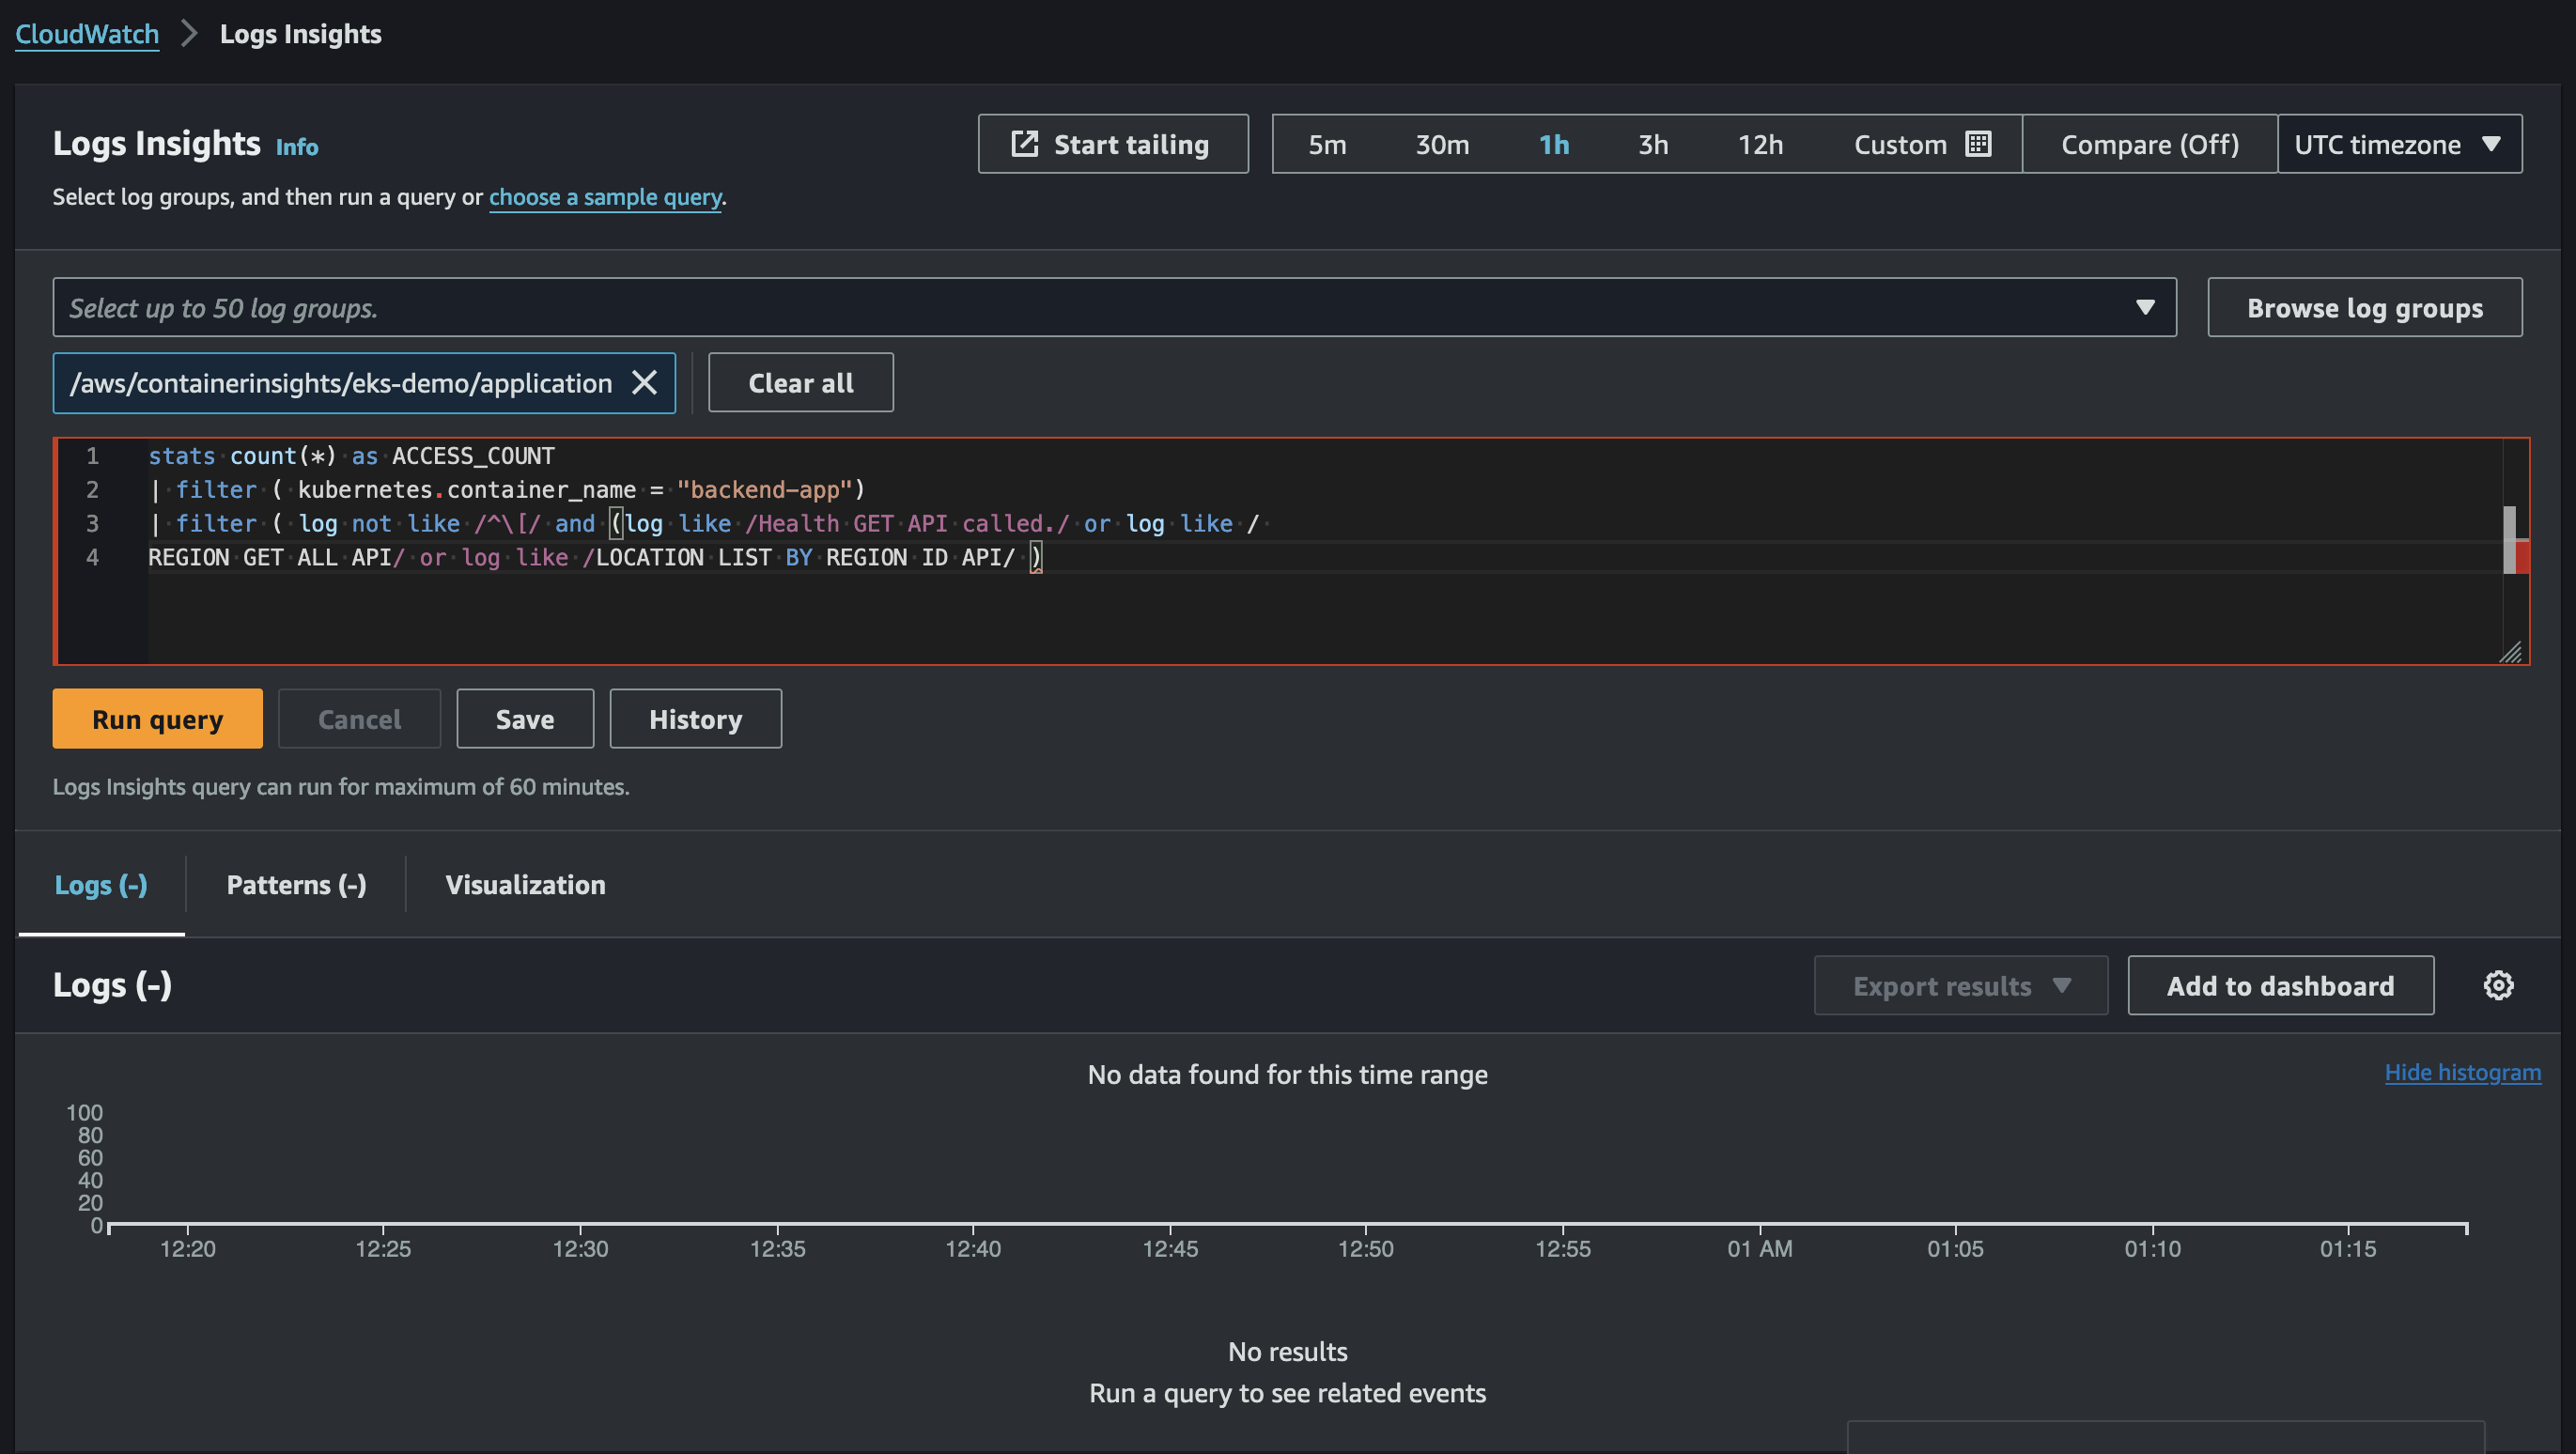 CloudWatch > Logs Insights
Logs Insights Info
Start tailing
5m 30m 1h 3h 12h Custom Compare (Off) UTC timezone
Select log groups, and then run a query or choose a sample query.
Select up to 50 log groups.
Browse log groups
/aws/containerinsights/eks-demo/application
Clear all
1 stats count(*) as ACCESS_COUNT
2 | filter ( kubernetes.container_name = "backend-app")
3 | filter ( log not like /^\[/ and (log like /Health GET API called./ or log like /
4 REGION GET ALL API/ or log like /LOCATION LIST BY REGION ID API/ )
Run query Cancel Save History
Logs Insights query can run for maximum of 60 minutes.
Logs (-) Patterns (-) Visualization
Logs (-)
Export results Add to dashboard
No data found for this time range
Hide histogram
100
80
60
40
20
0
12:20 12:25 12:30 12:35 12:40 12:45 12:50 12:55 01 AM 01:05 01:10 01:15
No results
Run a query to see related events